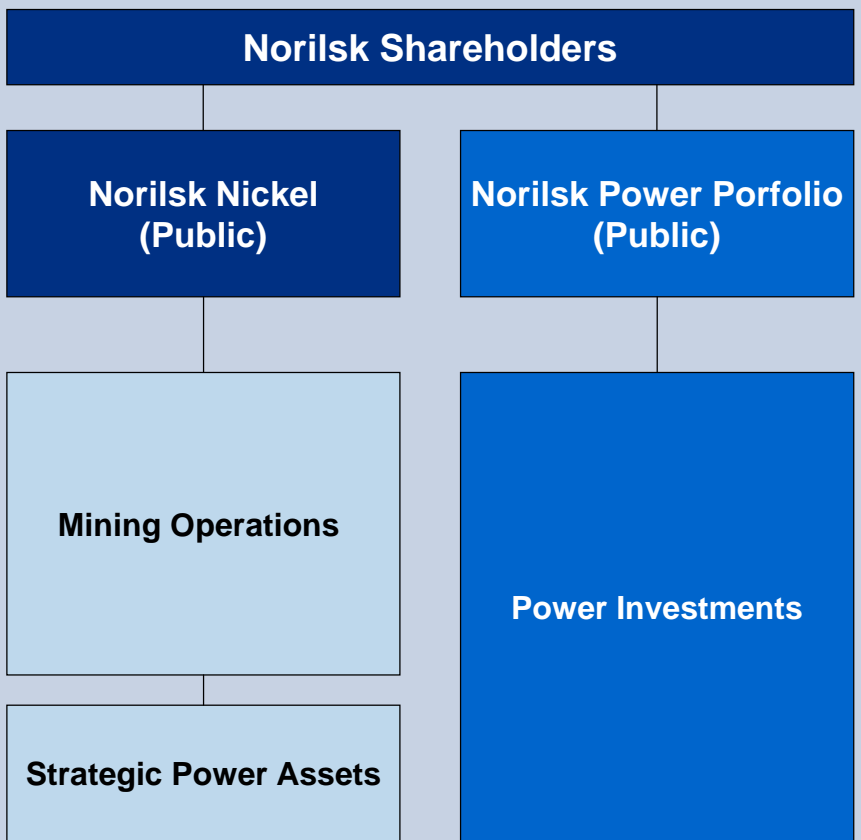 Norilsk Shareholders
Norilsk Nickel
(Public)
Norilsk Power Porfolio
(Public)
Mining Operations
Power Investments
Strategic Power Assets